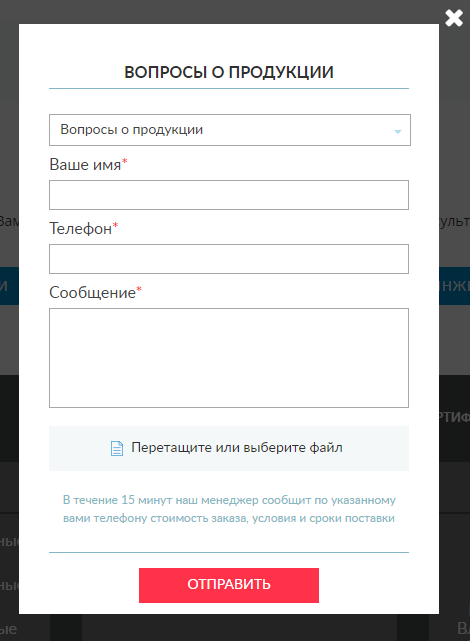 ВОПРОСЫ О ПРОДУКЦИИ
Вопросы о продукции
Ваше имя*
Телефон*
Сообщение*
Перетащите или выберите файл
В течение 15 минут наш менеджер сообщит по указанному
вами телефону стоимость заказа, условия и сроки поставки
ОТПРАВИТЬ